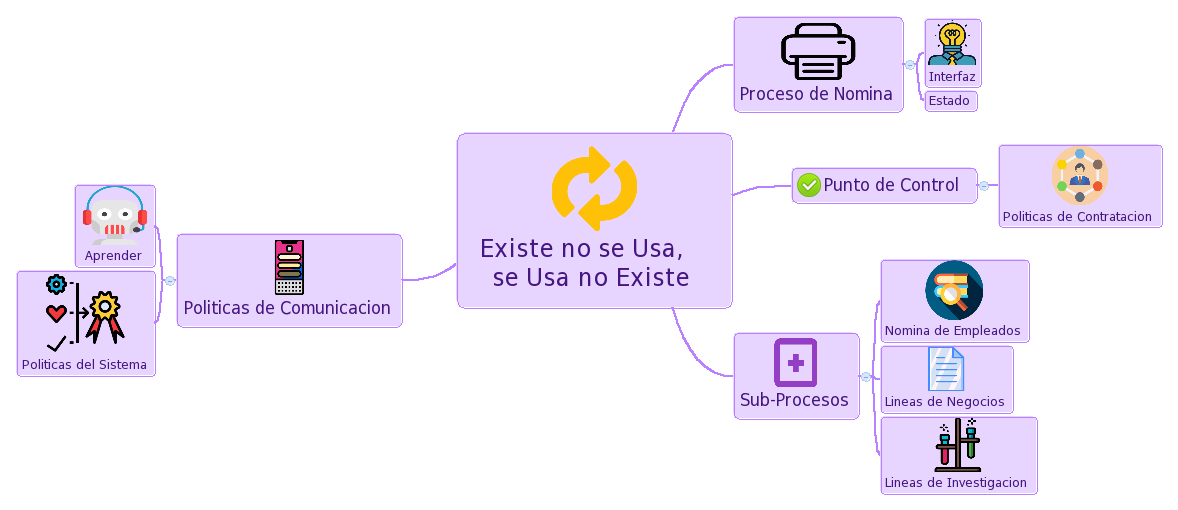 Proceso de Nomina
Interfaz
Estado
Punto de Control
Politicas de Contratacion
Existe no se Usa,
se Usa no Existe
Aprender
Politicas de Comunicacion
Politicas del Sistema
Sub-Procesos
Nomina de Empleados
Lineas de Negocios
Lineas de Investigacion